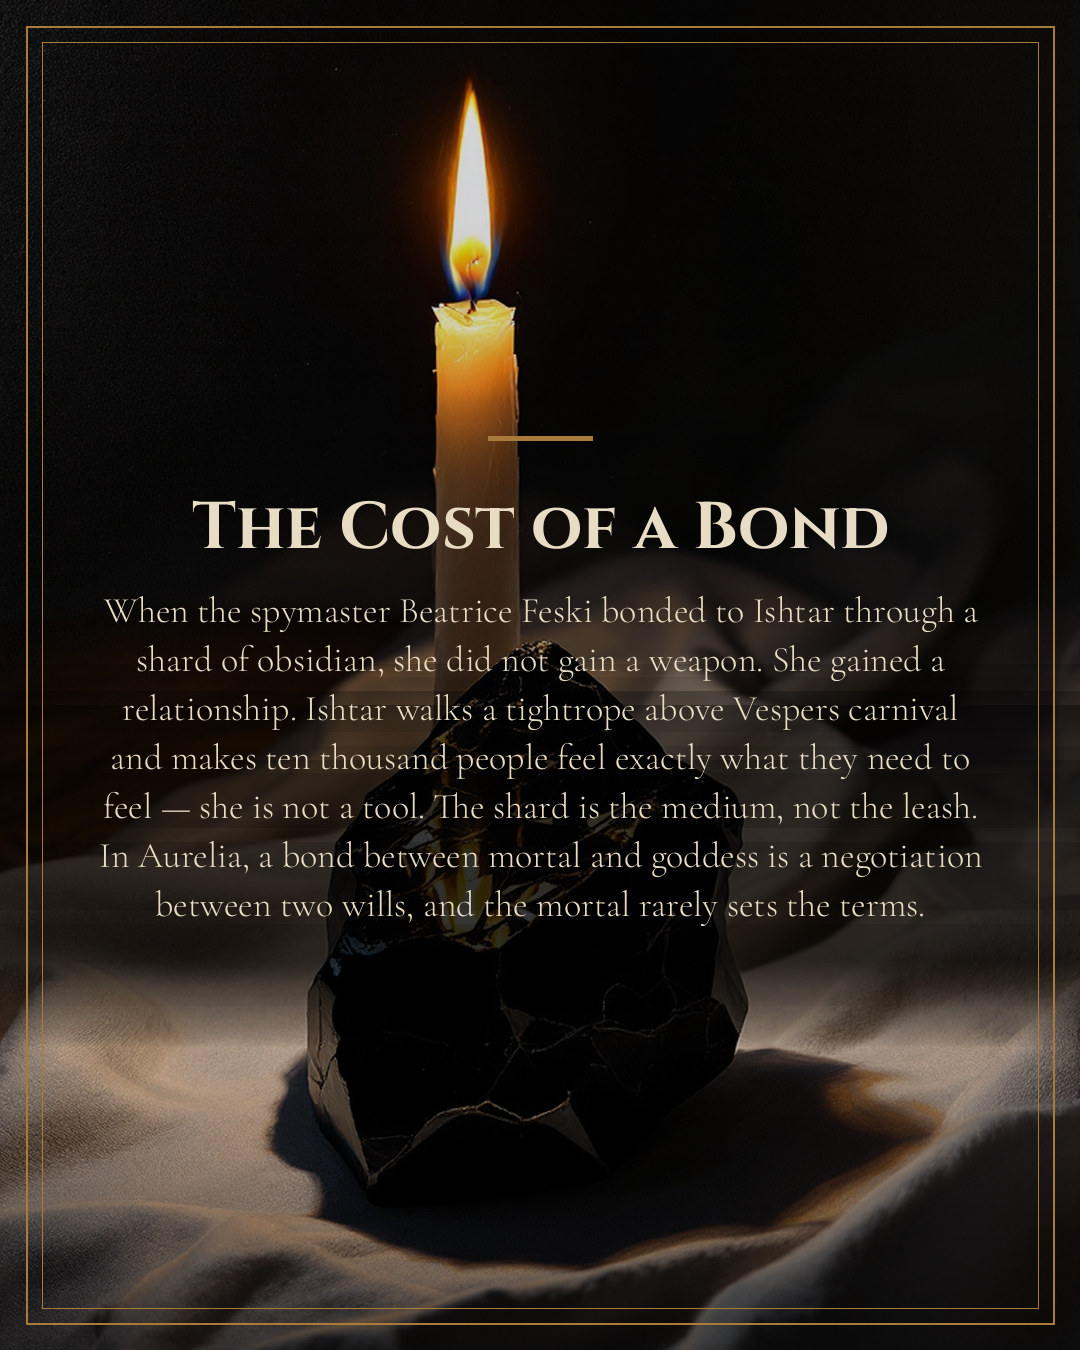 The Cost of a Bond
When the spymaster Beatrice Feski bonded to Ishtar through a
shard of obsidian, she did not gain a weapon. She gained a
relationship. Ishtar walks a tightrope above Vespers carnival
and makes ten thousand people feel exactly what they need to
feel — she is not a tool. The shard is the medium, not the leash.
In Aurelia, a bond between mortal and goddess is a negotiation
between two wills, and the mortal rarely sets the terms.